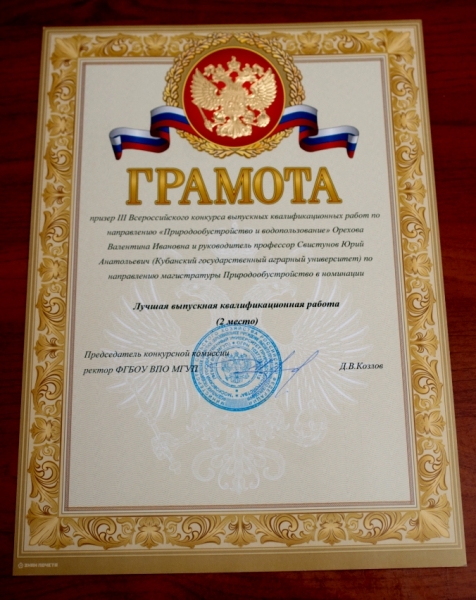 ГРАМОТА
призер III Всероссийского конкурса выпускных квалификационных работ по
направлению «Природообустройство и водопользование» Орехова
Валентина Ивановна и руководитель профессор Свистунов Юрий
Анатольевич (Кубанский государственный аграрный университет) по
направлению магистратуры Природообустройство в номинации
Лучшая выпускная квалификационная работа
(2 место)
Председатель конкурсной комиссии
ректор ФГБОУ ВПО МГУП
Д.В.Козлов